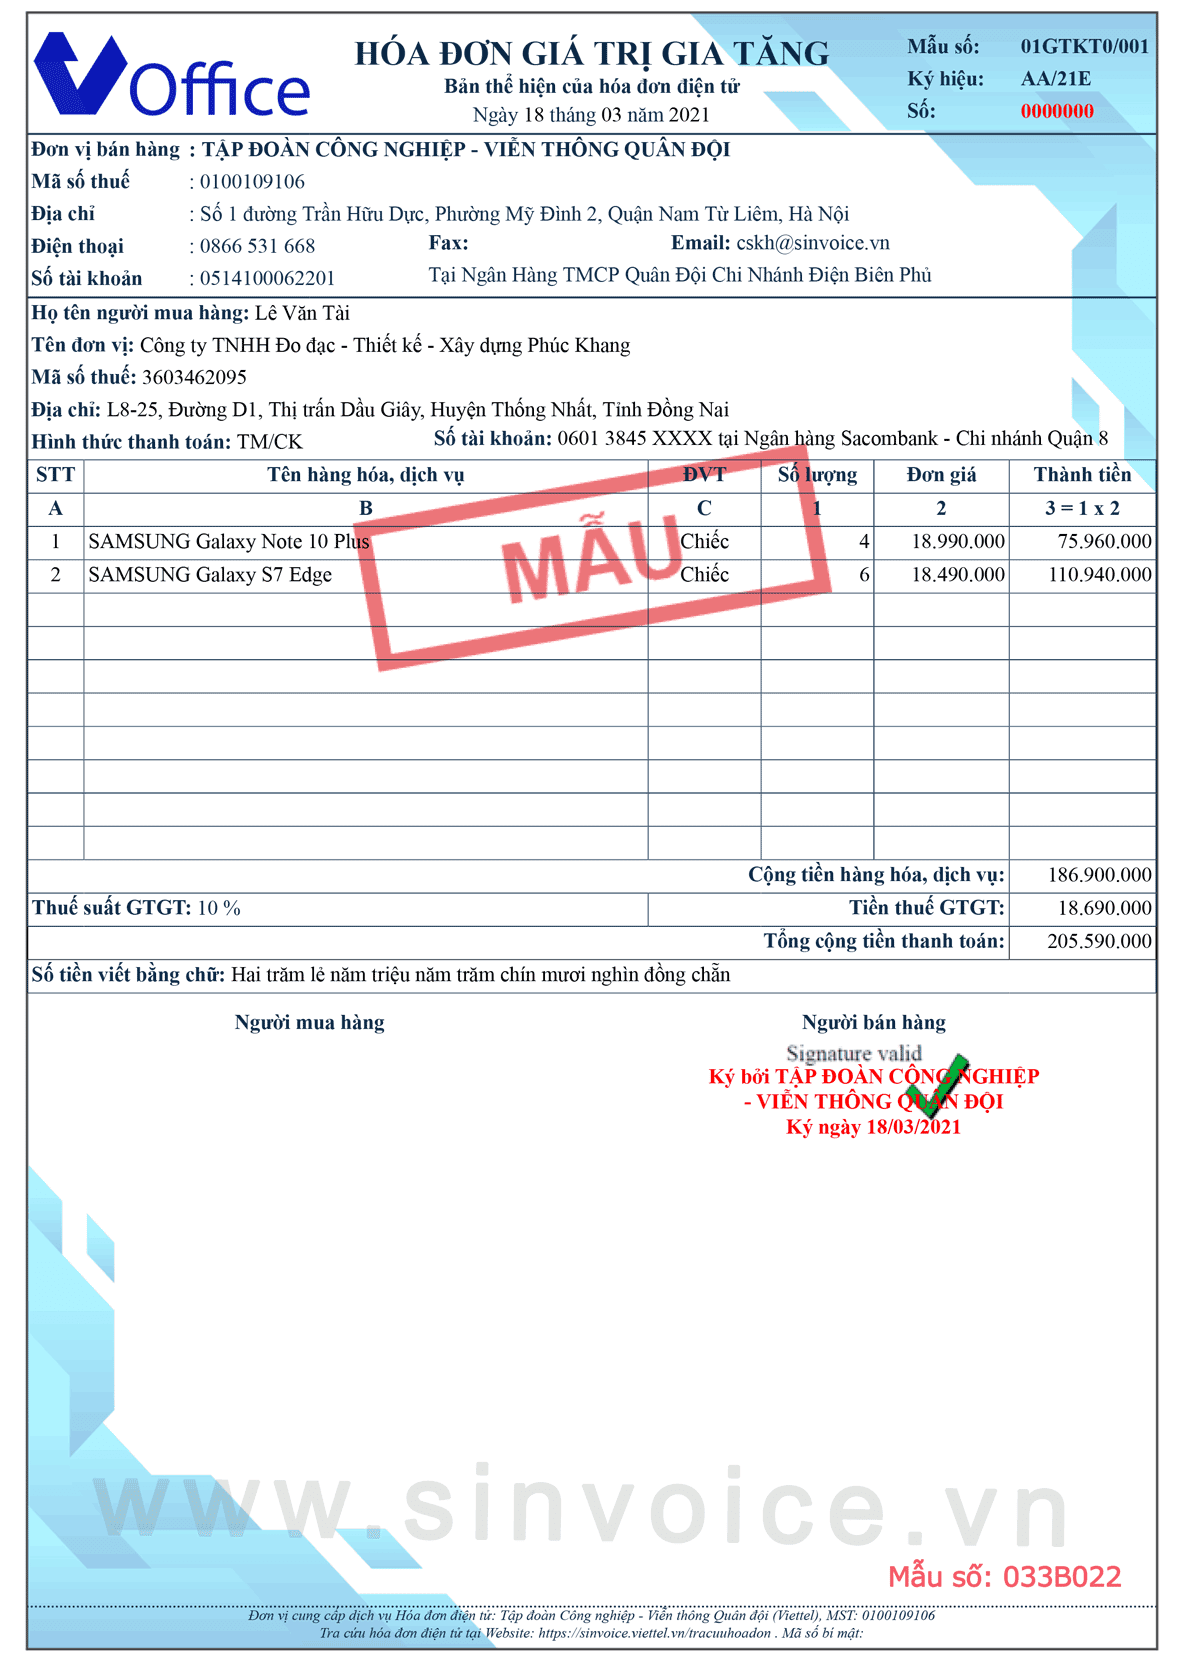 Office
HÓA ĐƠN GIÁ TRỊ GIA TĂNG
Bản thể hiện của hóa đơn điện tử
Ngày 18 tháng 03 năm 2021
Mẫu số: 01GTKT0/001
Ký hiệu: AA/21E
Số: 0000000
Đơn vị bán hàng : TẬP ĐOÀN CÔNG NGHIỆP - VIỄN THÔNG QUÂN ĐỘI
Mã số thuế : 0100109106
Địa chỉ : Số 1 đường Trần Hữu Dực, Phường Mỹ Đình 2, Quận Nam Từ Liêm, Hà Nội
Điện thoại : 0866 531 668 Fax: Email: cskh@sinvoice.vn
Số tài khoản : 0514100062201 Tại Ngân Hàng TMCP Quân Đội Chi Nhánh Điện Biên Phủ
Họ tên người mua hàng: Lê Văn Tài
Tên đơn vị: Công ty TNHH Đo đạc - Thiết kế - Xây dựng Phúc Khang
Mã số thuế: 3603462095
Địa chỉ: L8-25, Đường D1, Thị trấn Dầu Giây, Huyện Thống Nhất, Tỉnh Đồng Nai
Hình thức thanh toán: TM/CK Số tài khoản: 0601 3845 XXXX tại Ngân hàng Sacombank - Chi nhánh Quận 8
STT Tên hàng hóa, dịch vụ ĐVT Số lượng Đơn giá Thành tiền
A B C 1 2 3 = 1 x 2
1 SAMSUNG Galaxy Note 10 Plus Chiếc 4 18.990.000 75.960.000
2 SAMSUNG Galaxy S7 Edge Chiếc 6 18.490.000 110.940.000
MẪU
Cộng tiền hàng hóa, dịch vụ: 186.900.000
Thuế suất GTGT: 10 % Tiền thuế GTGT: 18.690.000
Tổng cộng tiền thanh toán: 205.590.000
Số tiền viết bằng chữ: Hai trăm lẻ năm triệu năm trăm chín mươi nghìn đồng chẵn
Người mua hàng Người bán hàng
Signature valid
Ký bởi TẬP ĐOÀN CÔNG NGHIỆP
- VIỄN THÔNG QUÂN ĐỘI
Ký ngày 18/03/2021
www.sinvoice.vn
Mẫu số: 033B022
Đơn vị cung cấp dịch vụ Hóa đơn điện tử: Tập đoàn Công nghiệp - Viễn thông Quân đội (Viettel), MST: 0100109106
Tra cứu hóa đơn điện tử tại Website: https://sinvoice.viettel.vn/tracuuhoadon . Mã số bí mật: